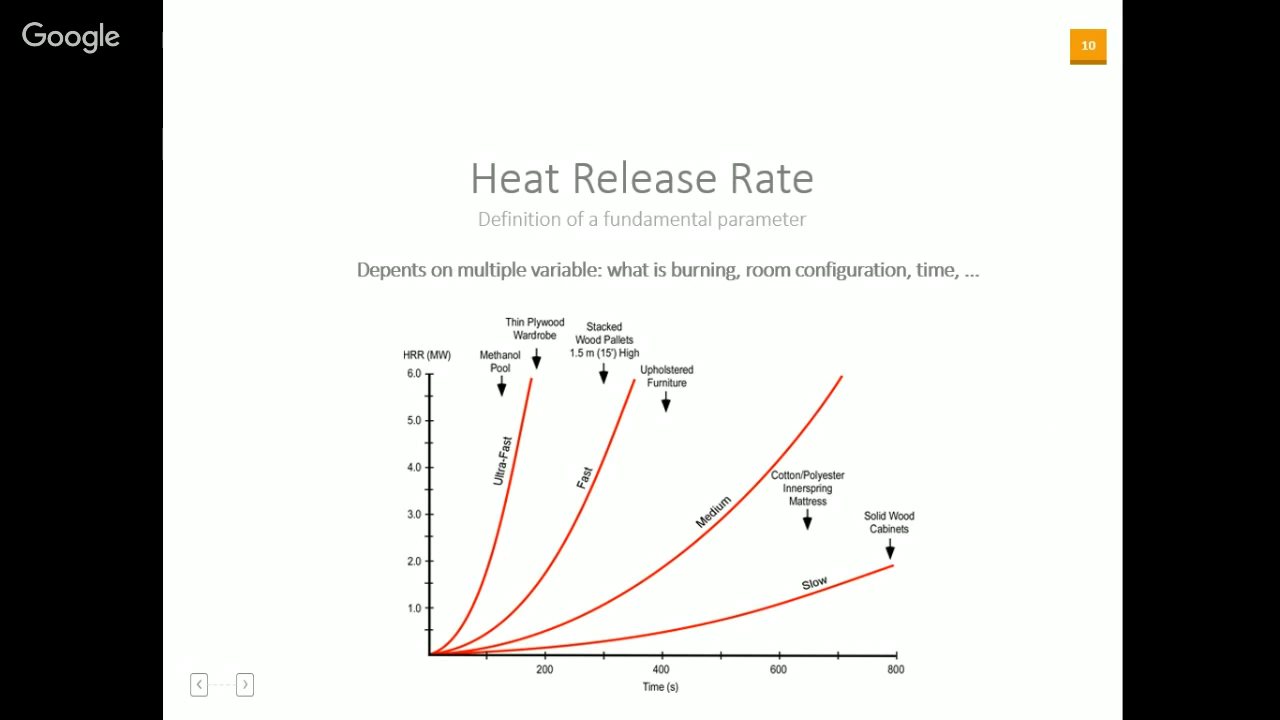 Google
10
Heat Release Rate
Definition of a fundamental parameter
Depents on multiple variable: what is burning, room configuration, time, ...
Thin Plywood
Wardrobe
Stacked
Wood Pallets
1.5 m (15') High
HRR (MW)
Methanol
Pool
Upholstered
Furniture
6.0
5.0
4.0
3.0
2.0
1.0
Ultra-Fast
Fast
Medium
Cotton/Polyester
Innerspring
Mattress
Solid Wood
Cabinets
Slow
200
400
600
800
Time (s)